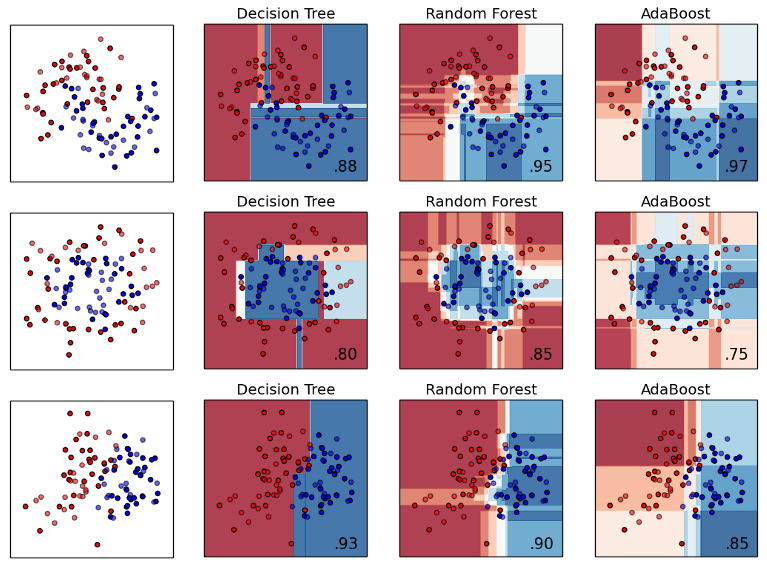 Decision Tree
Random Forest
AdaBoost
.88
.95
.97
Decision Tree
Random Forest
AdaBoost
.80
.85
.75
Decision Tree
Random Forest
AdaBoost
.93
.90
.85